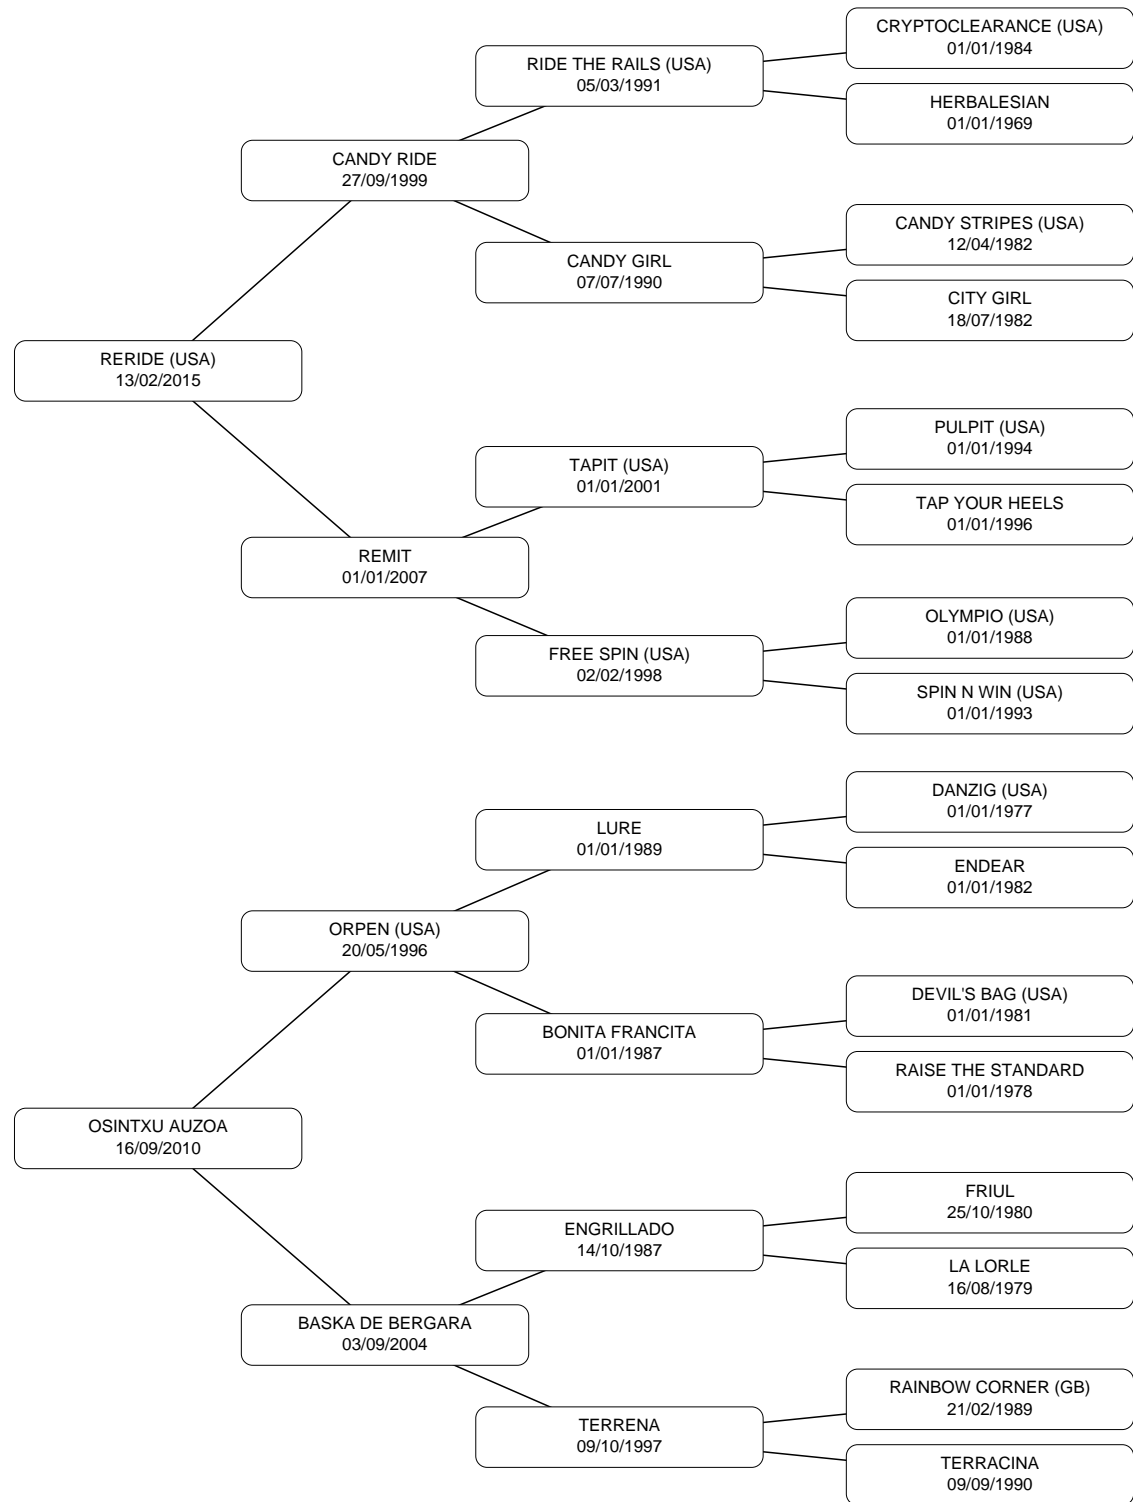 CRYPTOCLEARANCE (USA)
01/01/1984
RIDE THE RAILS (USA)
05/03/1991
HERBALESIAN
01/01/1969
CANDY RIDE
27/09/1999
CANDY STRIPES (USA)
12/04/1982
CANDY GIRL
07/07/1990
CITY GIRL
18/07/1982
RERIDE (USA)
13/02/2015
PULPIT (USA)
01/01/1994
TAPIT (USA)
01/01/2001
TAP YOUR HEELS
01/01/1996
REMIT
01/01/2007
OLYMPIO (USA)
01/01/1988
FREE SPIN (USA)
02/02/1998
SPIN N WIN (USA)
01/01/1993
DANZIG (USA)
01/01/1977
LURE
01/01/1989
ENDEAR
01/01/1982
ORPEN (USA)
20/05/1996
DEVIL'S BAG (USA)
01/01/1981
BONITA FRANCITA
01/01/1987
RAISE THE STANDARD
01/01/1978
OSINTXU AUZOA
16/09/2010
FRIUL
25/10/1980
ENGRILLADO
14/10/1987
LA LORLE
16/08/1979
BASKA DE BERGARA
03/09/2004
RAINBOW CORNER (GB)
21/02/1989
TERRENA
09/10/1997
TERRACINA
09/09/1990